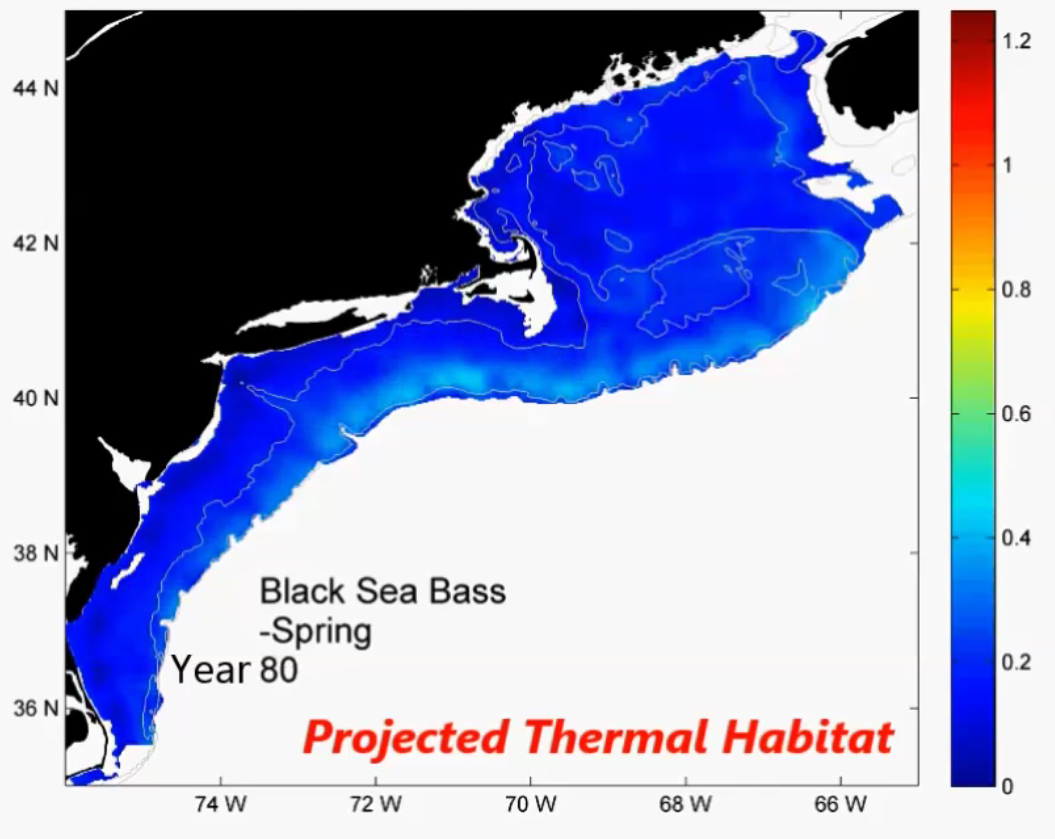 44 N
42 N
40 N
38 N
36 N
74 W
72 W
70 W
68 W
66 W
1.2
1
0.8
0.6
0.4
0.2
0
Black Sea Bass
-Spring
Year 80
Projected Thermal Habitat